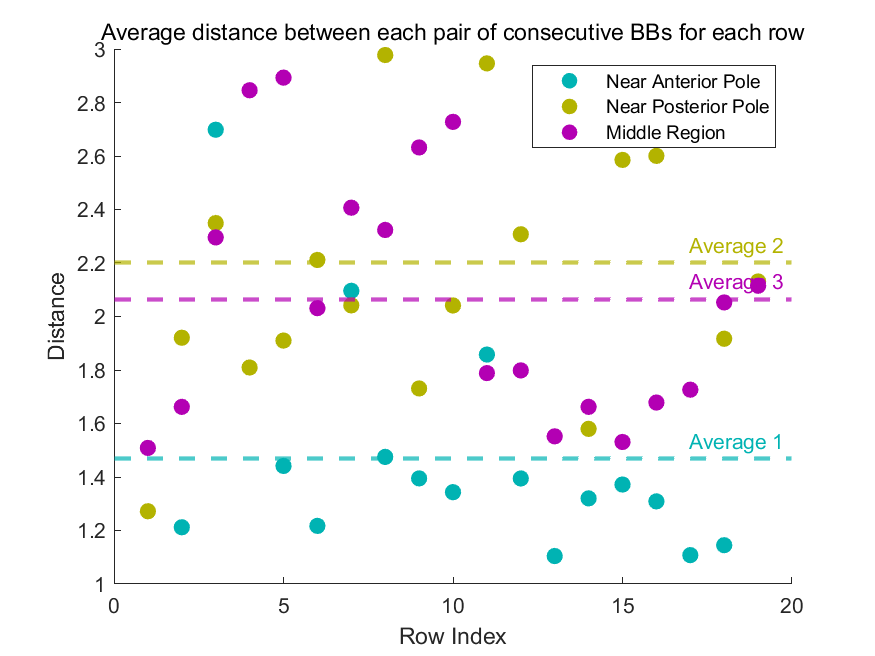 Average distance between each pair of consecutive BBs for each row
3
2.8
2.6
2.4
2.2
2
1.8
1.6
1.4
1.2
1
Distance
Near Anterior Pole
Near Posterior Pole
Middle Region
Average 2
Average 3
Average 1
0
5
10
15
20
Row Index